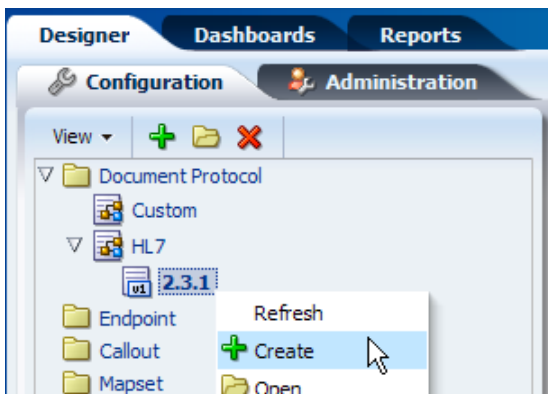 Designer Dashboards Reports
Configuration Administration
View
Document Protocol
Custom
HL7
v1 2.3.1
Endpoint Refresh
Callout Create
Mapset Open